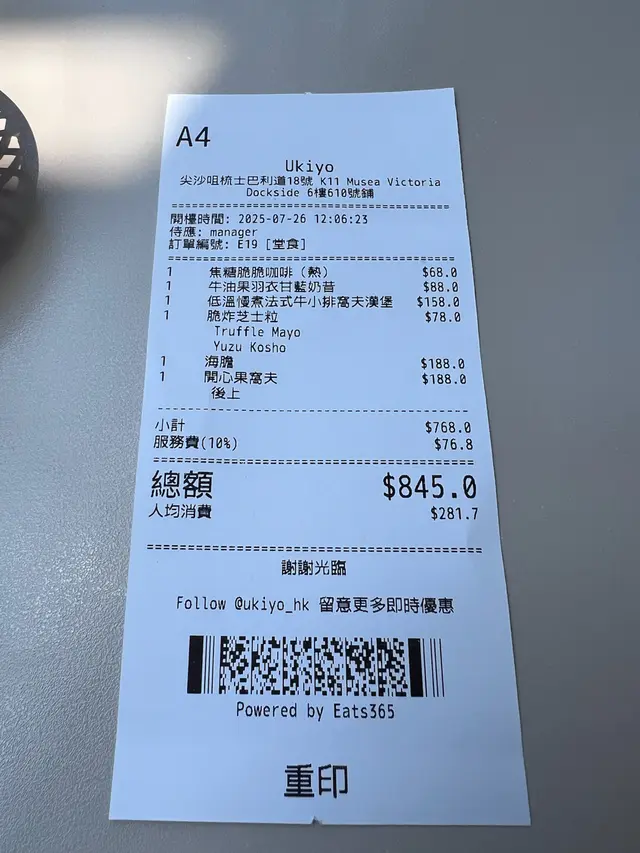 A4
Ukiyo
尖沙咀梳士巴利道18號 K11 Musea Victoria
Dockside 6樓610號鋪
開檯時間: 2025-07-26 12:06:23
侍應: manager
訂單編號: E19 [堂食]
1 焦糖脆脆咖啡（熱） $68.0
1 牛油果羽衣甘藍奶昔 $88.0
1 低溫慢煮法式牛小排窩夫漢堡 $158.0
1 脆炸芝士粒 $78.0
Truffle Mayo
Yuzu Kosho
1 海膽 $188.0
1 開心果窩夫 $188.0
後上
小計 $768.0
服務費(10%) $76.8
總額 $845.0
人均消費 $281.7
謝謝光臨
Follow @ukiyo_hk 留意更多即時優惠
Powered by Eats365
重印